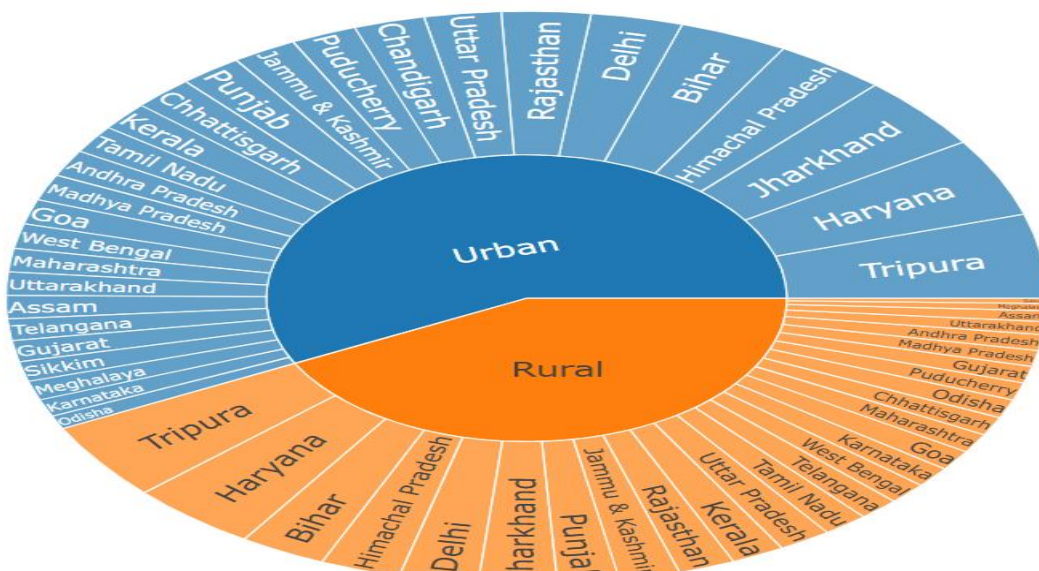 Urban
Rural
Tripura
Haryana
Jharkhand
Himachal Pradesh
Bihar
Delhi
Rajasthan
Uttar Pradesh
Chandigarh
Puducherry
Jammu & Kashmir
Punjab
Chhattisgarh
Kerala
Tamil Nadu
Andhra Pradesh
Madhya Pradesh
Goa
West Bengal
Maharashtra
Uttarakhand
Assam
Telangana
Gujarat
Sikkim
Meghalaya
Karnataka
Odisha
Tripura
Haryana
Bihar
Himachal Pradesh
Delhi
harkhand
Punja
Jammu & Kashmir
Rajasthan
Kerala
Uttar Pradesh
Tamil Nadu
Telangana
West Bengal
Karnataka
Goa
Maharashtra
Chhattisgarh
Odisha
Puducherry
Gujarat
Madhya Pradesh
Andhra Pradesh
Uttarakhand
Assam
Meghalaya